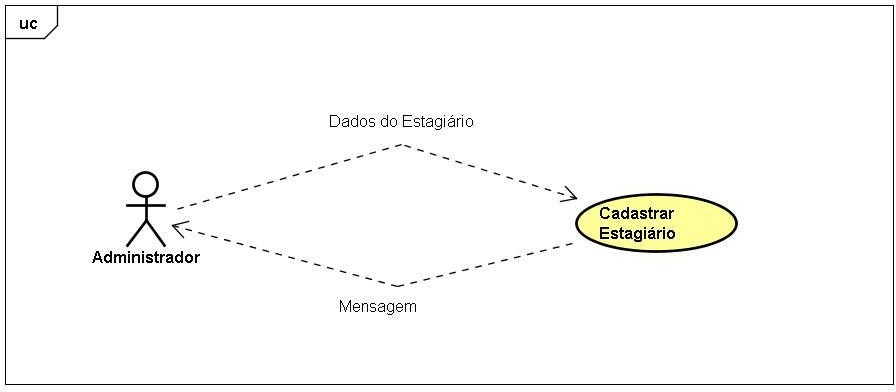 uc
Dados do Estagiário
Cadastrar
Estagiário
Administrador
Mensagem